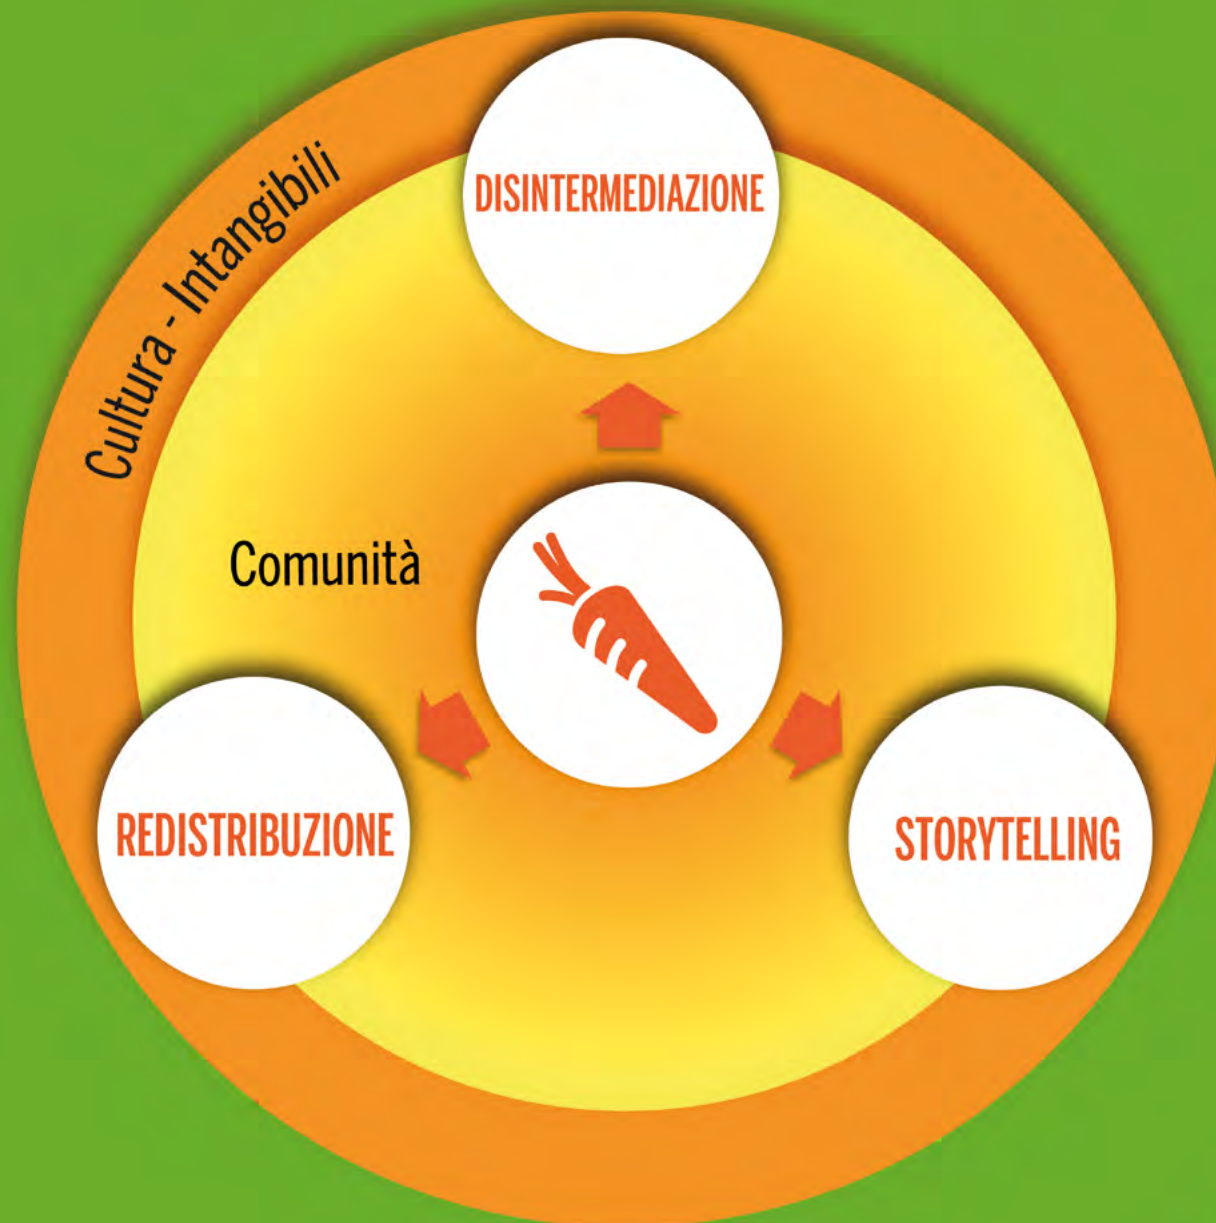 Cultura - Intangibili
DISINTERMEDIAZIONE
Comunità
REDISTRIBUZIONE
STORYTELLING